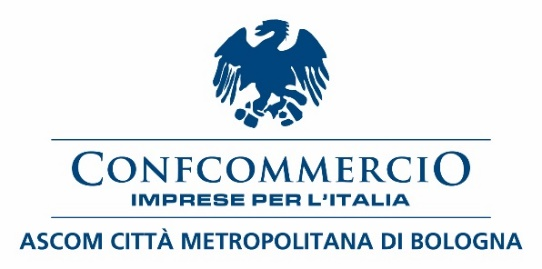 CONFCOMMERCIO
IMPRESE PER L'ITALIA
ASCOM CITTÀ METROPOLITANA DI BOLOGNA